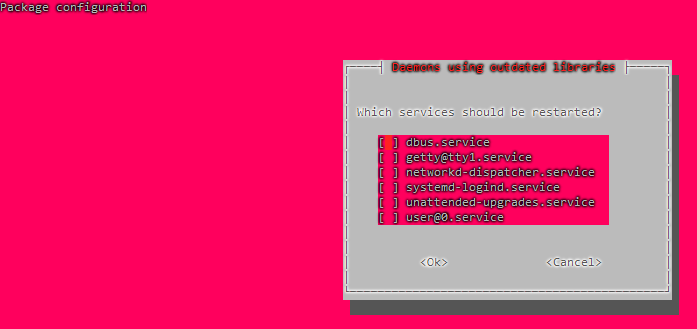 Package configuration
Daemons using outdated libraries
Which services should be restarted?
[ ] dbus.service
[ ] getty@tty1.service
[ ] networkd-dispatcher.service
[ ] systemd-logind.service
[ ] unattended-upgrades.service
[ ] user@0.service
<Ok> <Cancel>